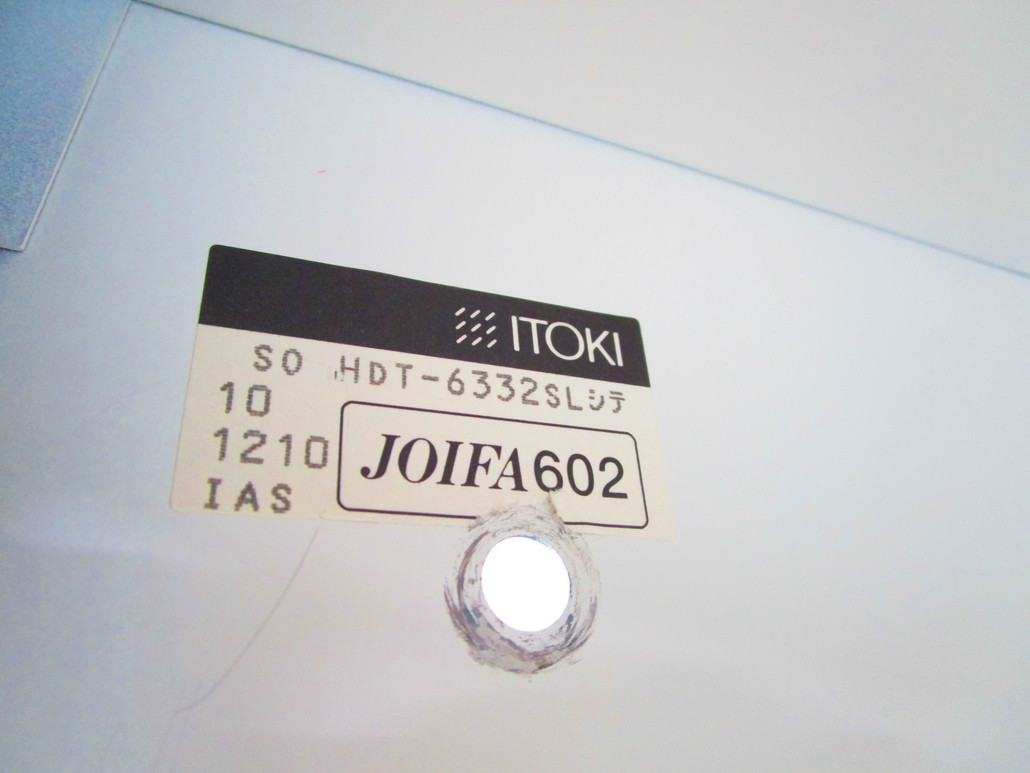 ITOKI
SO HDT-6332SLシテ
10
1210
IAS
JOIFA602